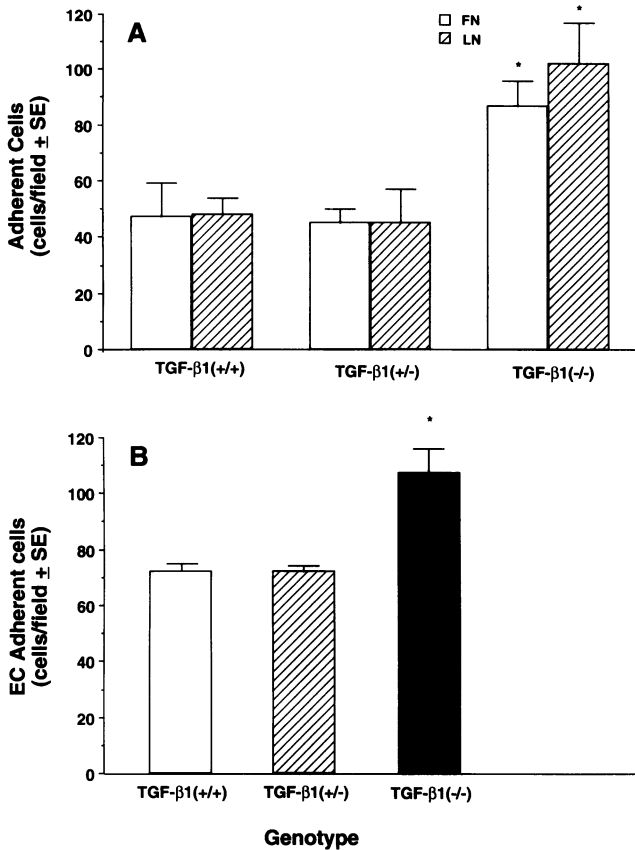 A
FN
LN
Adherent Cells
(cells/field ± SE)
120
100
80
60
40
20
0
*
*
TGF-β1(+/+)
TGF-β1(+/-)
TGF-β1(-/-)
B
EC Adherent cells
(cells/field ± SE)
120
100
80
60
40
20
0
*
TGF-β1(+/+)
TGF-β1(+/-)
TGF-β1(-/-)
Genotype